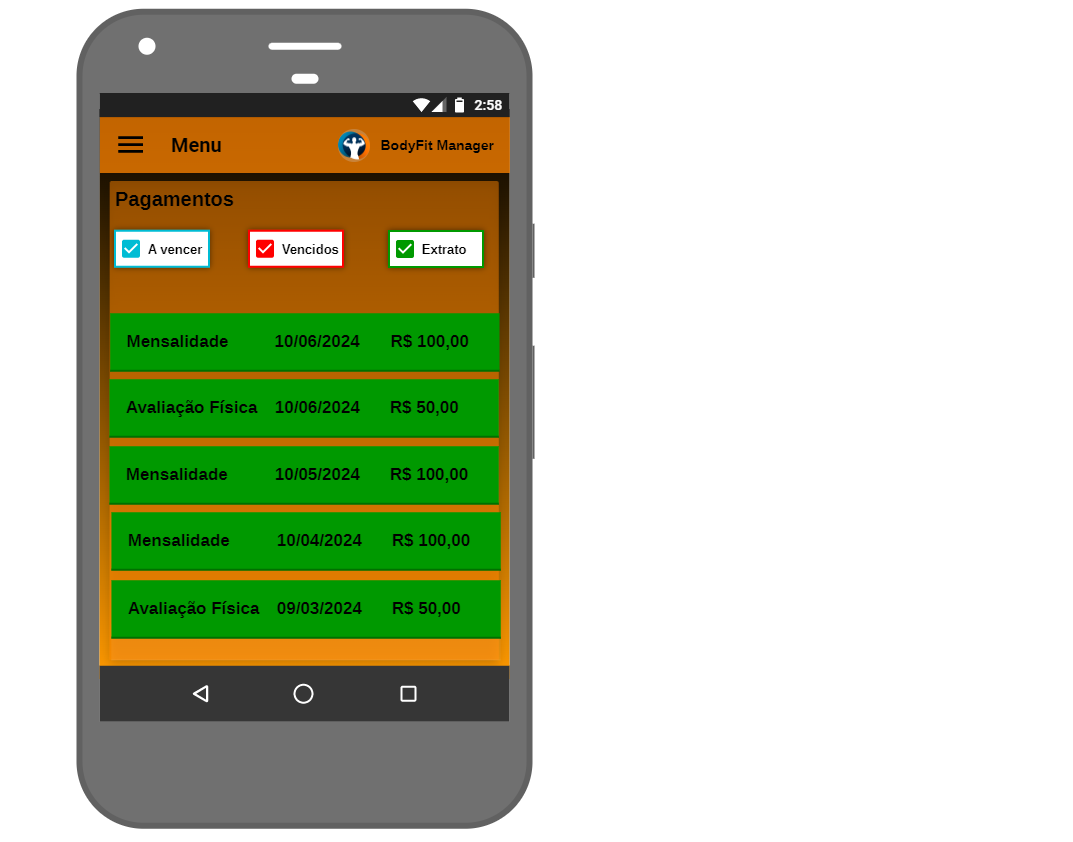 2:58
Menu BodyFit Manager
Pagamentos
A vencer Vencidos Extrato
Mensalidade 10/06/2024 R$ 100,00
Avaliação Física 10/06/2024 R$ 50,00
Mensalidade 10/05/2024 R$ 100,00
Mensalidade 10/04/2024 R$ 100,00
Avaliação Física 09/03/2024 R$ 50,00